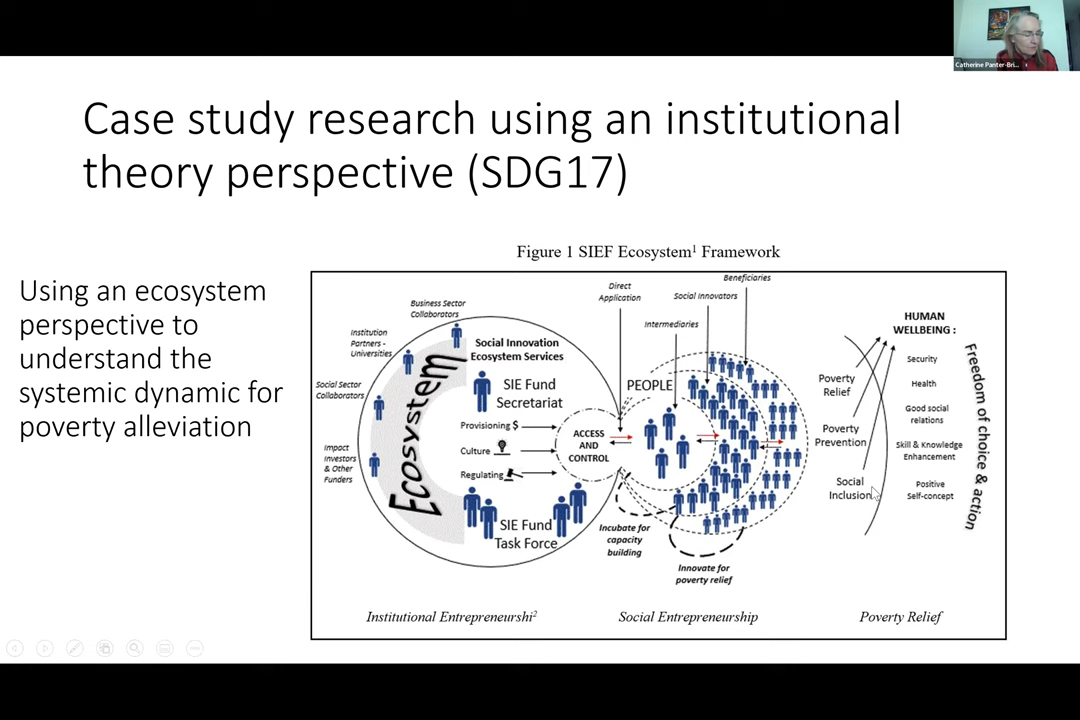 Catherine Panter-Bri...
Case study research using an institutional
theory perspective (SDG17)
Using an ecosystem
perspective to
understand the
systemic dynamic for
poverty alleviation
Figure 1 SIEF Ecosystem1 Framework
Business Sector
Collaborators
Institution
Partners -
Universities
Social Sector
Collaborators
Impact
Investors
& Other
Funders
Ecosystem
Social Innovation
Ecosystem Services
SIE Fund
Secretariat
Provisioning $
Culture
Regulating
SIE Fund
Task Force
ACCESS
AND
CONTROL
Direct
Application
Intermediaries
Social Innovators
Beneficiaries
PEOPLE
Incubate for
capacity
building
Innovate for
poverty relief
Poverty
Relief
Poverty
Prevention
Social
Inclusion
HUMAN
WELLBEING :
Security
Health
Good social
relations
Skill & Knowledge
Enhancement
Positive
Self-concept
Freedom of choice & action
Institutional Entrepreneurshi2
Social Entrepreneurship
Poverty Relief